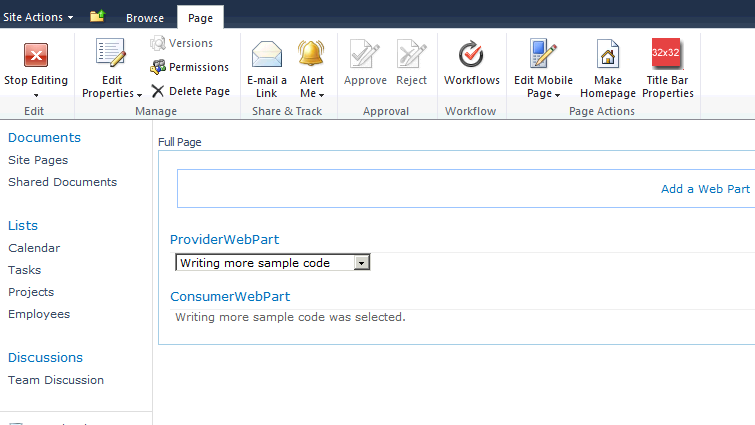 Site Actions Browse Page
Stop Editing
Edit Properties
Versions
Permissions
Delete Page
E-mail a Link
Alert Me
Approve
Reject
Workflows
Edit Mobile Page
Make Homepage
32x32
Title Bar Properties
Edit Manage Share & Track Approval Workflow Page Actions
Documents
Site Pages
Shared Documents
Lists
Calendar
Tasks
Projects
Employees
Discussions
Team Discussion
Full Page
Add a Web Part
ProviderWebPart
Writing more sample code
ConsumerWebPart
Writing more sample code was selected.